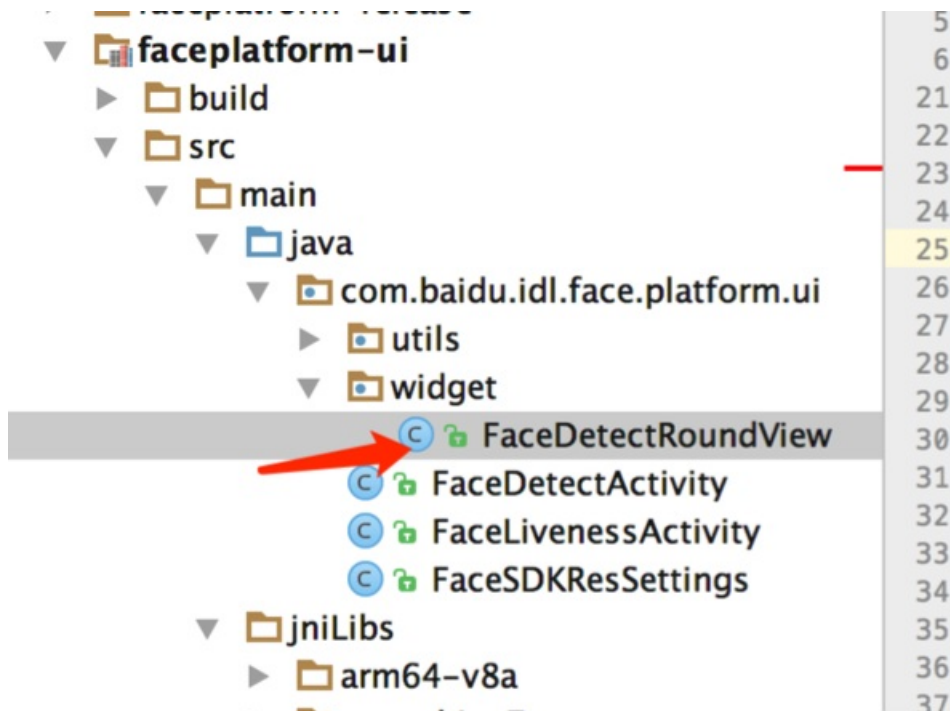 faceplatform-release
5
faceplatform-ui
6
build
21
src
22
23
main
24
java
25
com.baidu.idl.face.platform.ui
26
utils
27
28
widget
29
C FaceDetectRoundView
30
C FaceDetectActivity
31
C FaceLivenessActivity
32
33
C FaceSDKResSettings
34
jniLibs
35
arm64-v8a
36
37